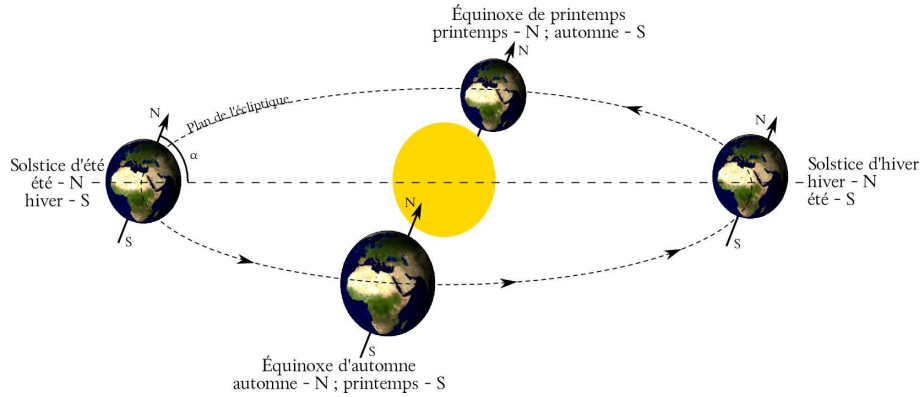 Équinoxe de printemps
printemps - N ; automne - S
N
Plan de l'écliptique
N
N
α
Solstice d'été
été - N
hiver - S
Solstice d'hiver
hiver - N
été - S
N
S
S
S
Équinoxe d'automne
automne - N ; printemps - S